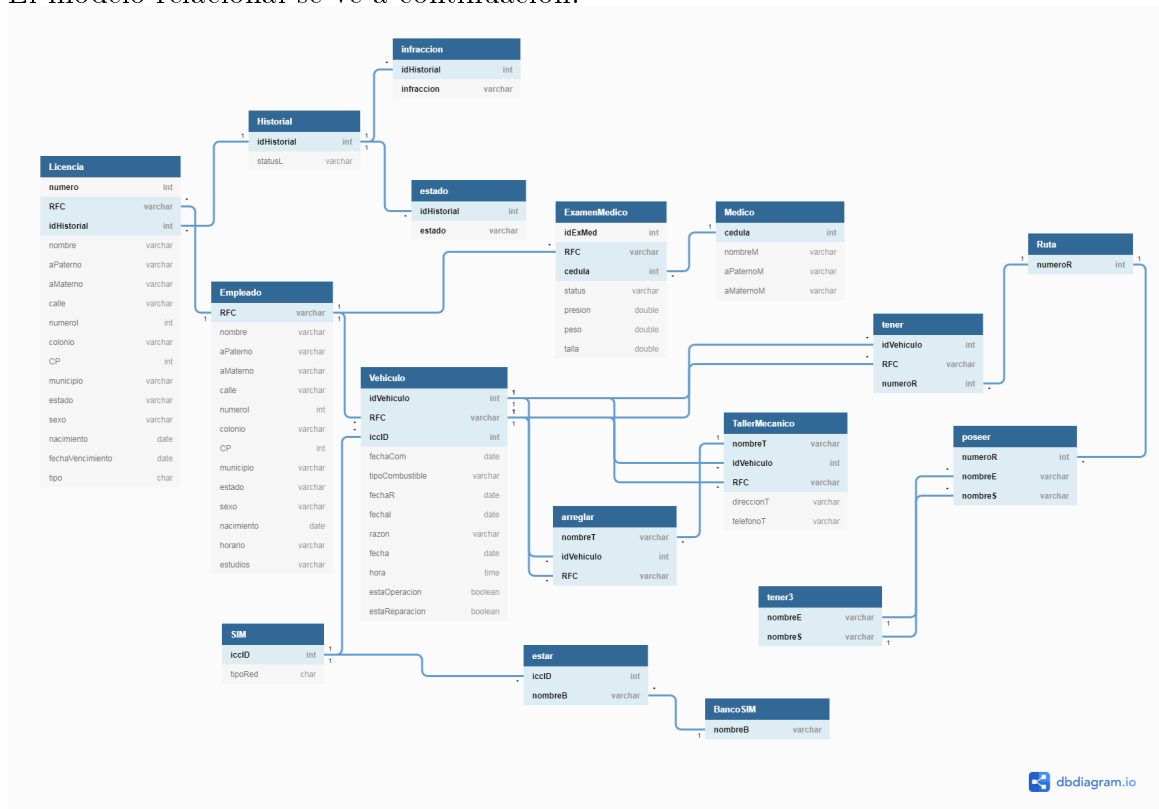 El modelo relacional se ve a continuación:
infraccion
idHistorial int
infraccion varchar
Historial
idHistorial int
statusL varchar
Licencia
numero int
RFC varchar
idHistorial int
nombre varchar
aPaterno varchar
aMaterno varchar
calle varchar
numeroI int
colonio varchar
CP int
municipio varchar
estado varchar
sexo varchar
nacimiento date
fechaVencimiento date
tipo char
estado
idHistorial int
estado varchar
ExamenMedico
idExMed int
RFC varchar
cedula int
status varchar
presion double
peso double
talla double
Medico
cedula int
nombreM varchar
aPaternoM varchar
aMaternoM varchar
Ruta
numeroR int
Empleado
RFC varchar
nombre varchar
aPaterno varchar
aMaterno varchar
calle varchar
numeroI int
colonio varchar
CP int
municipio varchar
estado varchar
sexo varchar
nacimiento date
horario varchar
estudios varchar
Vehiculo
idVehiculo int
RFC varchar
iccID int
fechaCom date
tipoCombustible varchar
fechaR date
fechaI date
razon varchar
fecha date
hora time
estaOperacion boolean
estaReparacion boolean
tener
idVehiculo int
RFC varchar
numeroR int
TallerMecanico
nombreT varchar
idVehiculo int
RFC varchar
direccionT varchar
telefonoT varchar
poseer
numeroR int
nombreE varchar
nombreS varchar
arreglar
nombreT varchar
idVehiculo int
RFC varchar
tener3
nombreE varchar
nombreS varchar
SIM
iccID int
tipoRed char
estar
iccID int
nombreB varchar
BancoSIM
nombreB varchar
dbdiagram.io